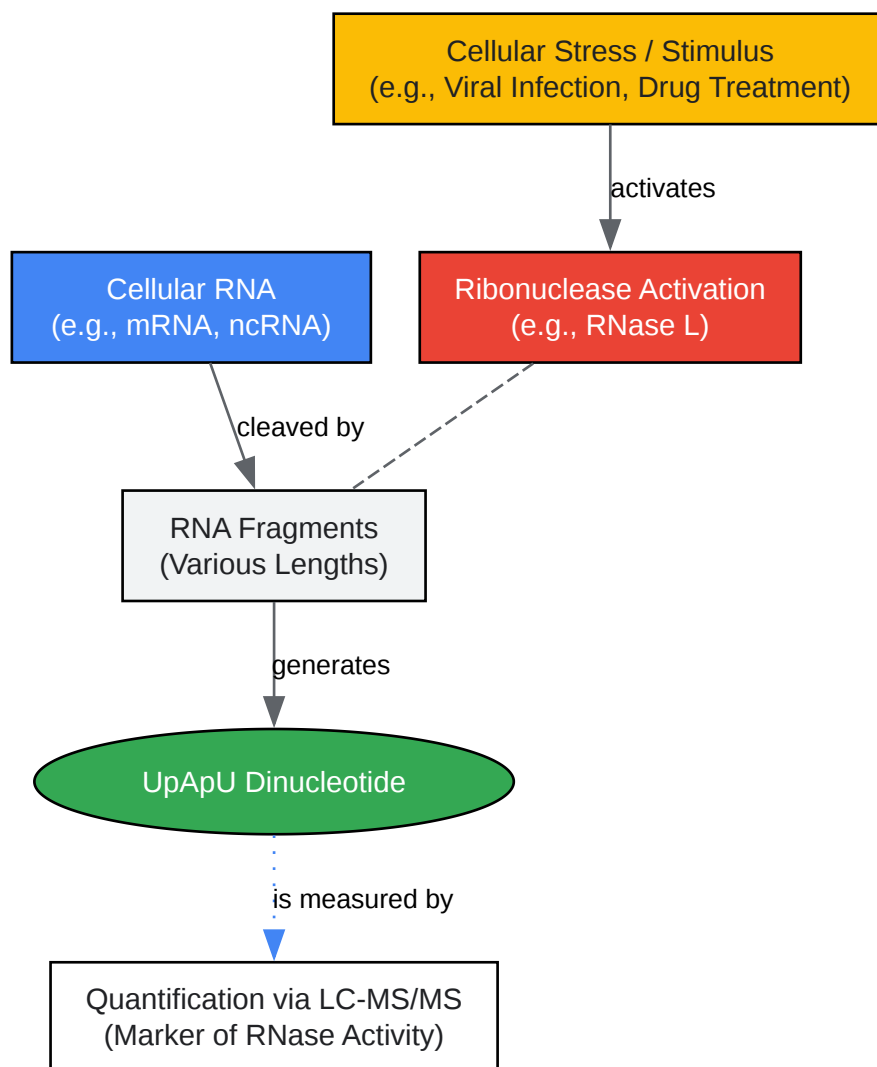 Cellular Stress / Stimulus
(e.g., Viral Infection, Drug Treatment)
activates
Cellular RNA
(e.g., mRNA, ncRNA)
Ribonuclease Activation
(e.g., RNase L)
cleaved by
RNA Fragments
(Various Lengths)
generates
UpApU Dinucleotide
is measured by
Quantification via LC-MS/MS
(Marker of RNase Activity)